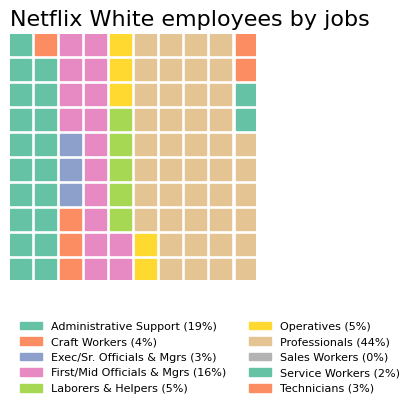 Netflix White employees by jobs
Administrative Support (19%)
Craft Workers (4%)
Exec/Sr. Officials & Mgrs (3%)
First/Mid Officials & Mgrs (16%)
Laborers & Helpers (5%)
Operatives (5%)
Professionals (44%)
Sales Workers (0%)
Service Workers (2%)
Technicians (3%)